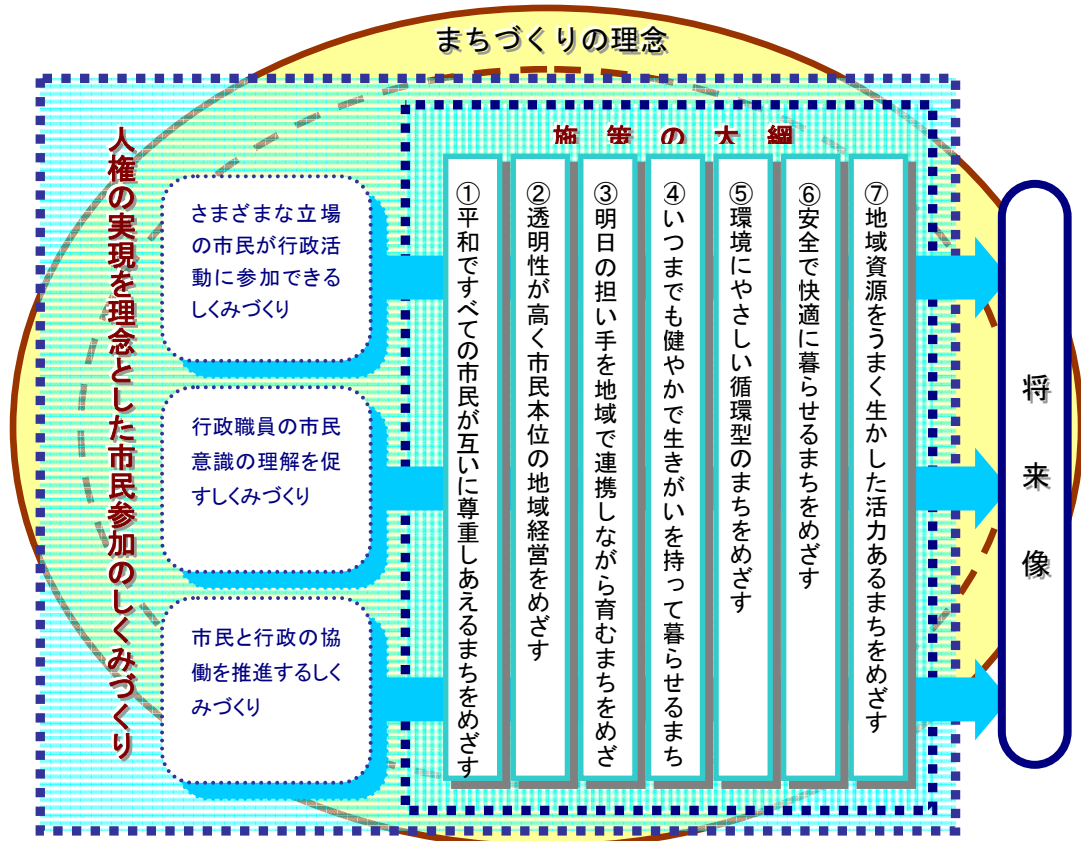 まちづくりの理念
人権の実現を理念とした市民参加のしくみづくり
さまざまな立場
の市民が行政活
動に参加できる
しくみづくり
行政職員の市民
意識の理解を促
すしくみづくり
市民と行政の協
働を推進するしく
みづくり
施策の大綱
①平和ですべての市民が互いに尊重しあえるまちをめざす
②透明性が高く市民本位の地域経営をめざす
③明日の担い手を地域で連携しながら育むまちをめざ
④いつまでも健やかで生きがいを持って暮らせるまち
⑤環境にやさしい循環型のまちをめざす
⑥安全で快適に暮らせるまちをめざす
⑦地域資源をうまく生かした活力あるまちをめざす
将来像